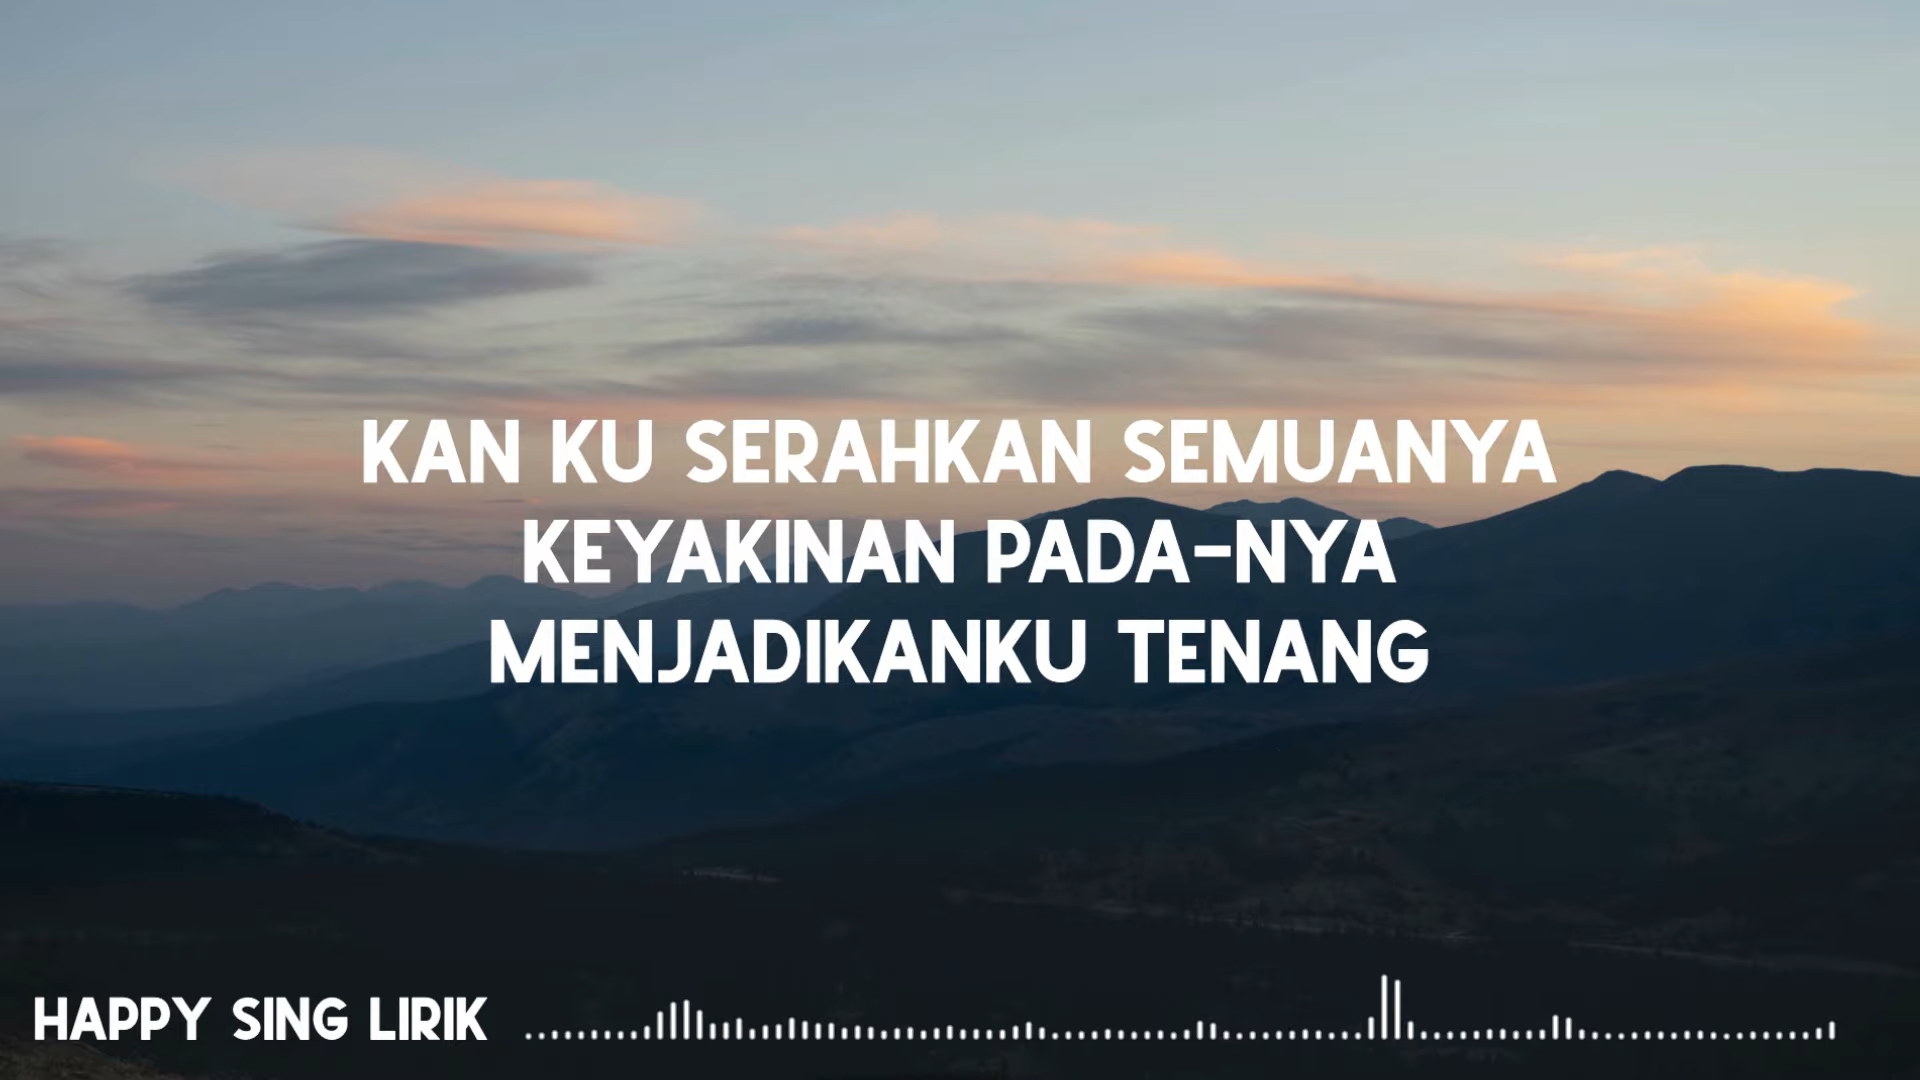 KAN KU SERAHKAN SEMUANYA
KEYAKINAN PADA-NYA
MENJADIKANKU TENANG
HAPPY SING LIRIK